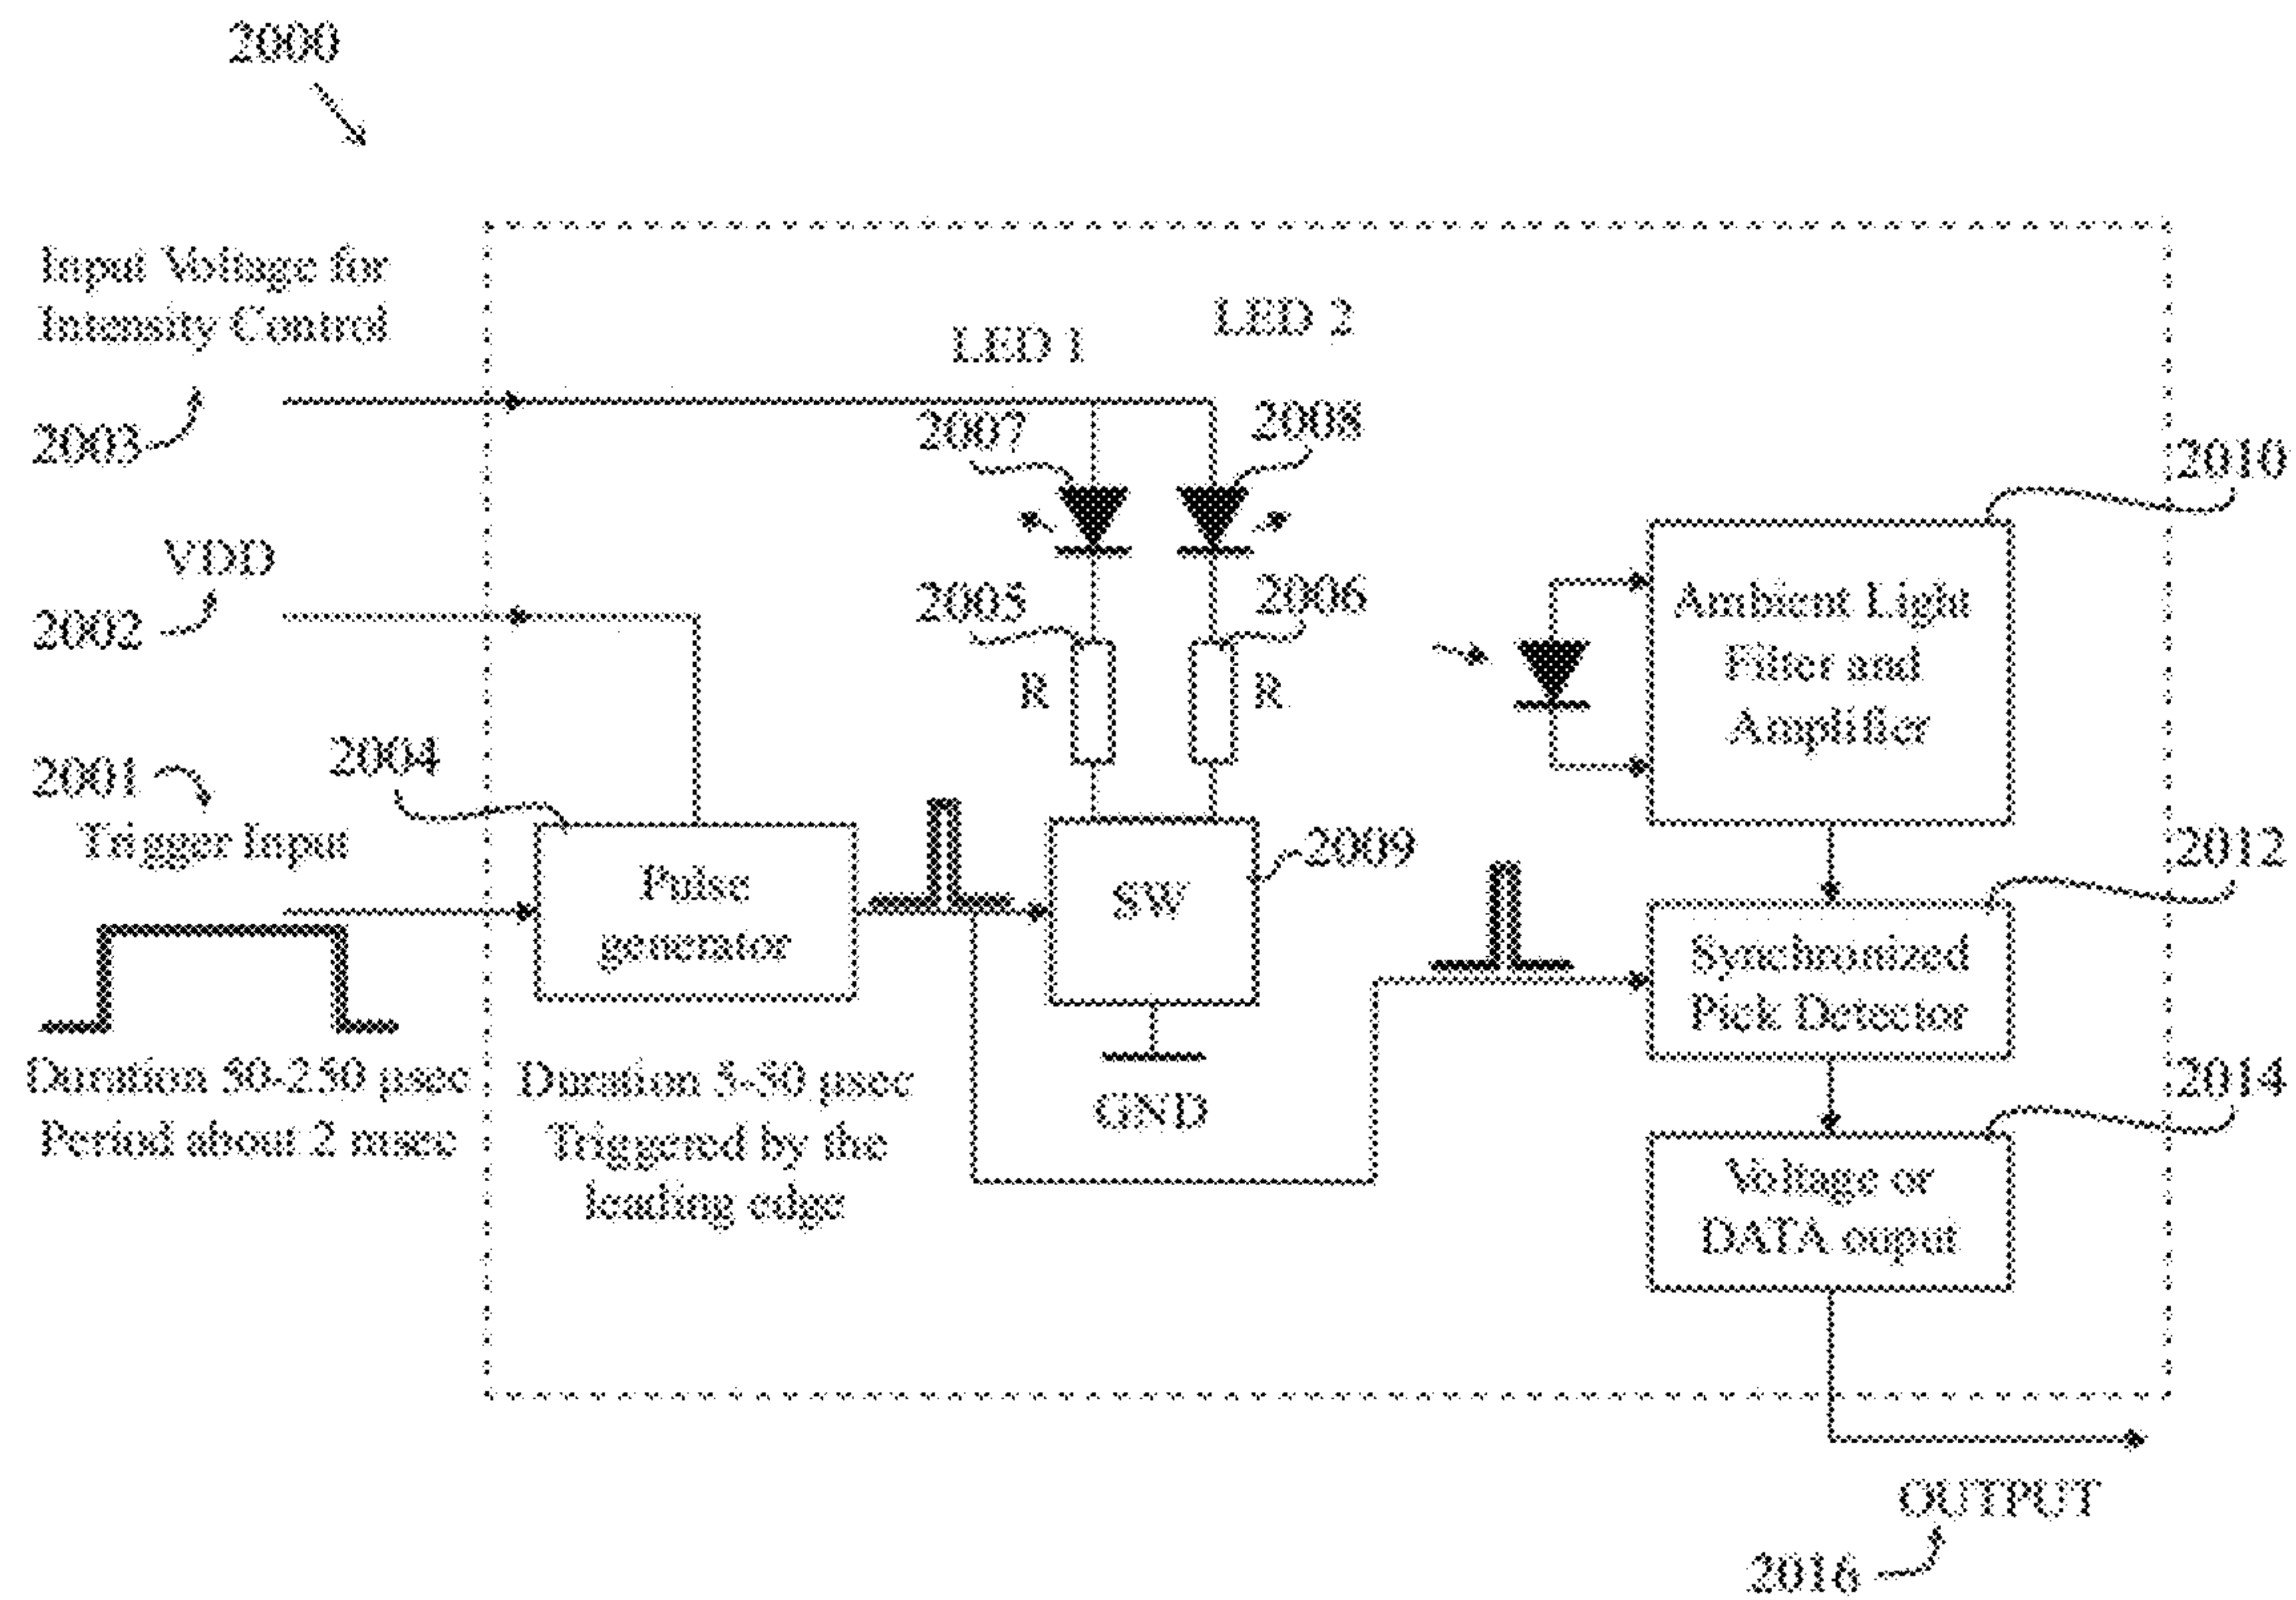 2000
Input Voltage for
Intensity Control
2003
VDD
2002
2001
Trigger Input
Duration 50-250 µsec
Period about 2 msec
2004
Pulse
generator
Duration 5-50 µsec
Triggered by the
leading edge
LED 1
LED 2
2007
2008
2005
2006
R
R
SW
2009
GND
2010
Ambient Light
Filter and
Amplifier
2012
Synchronized
Pick Detector
2014
Voltage or
DATA ouput
OUTPUT
2016